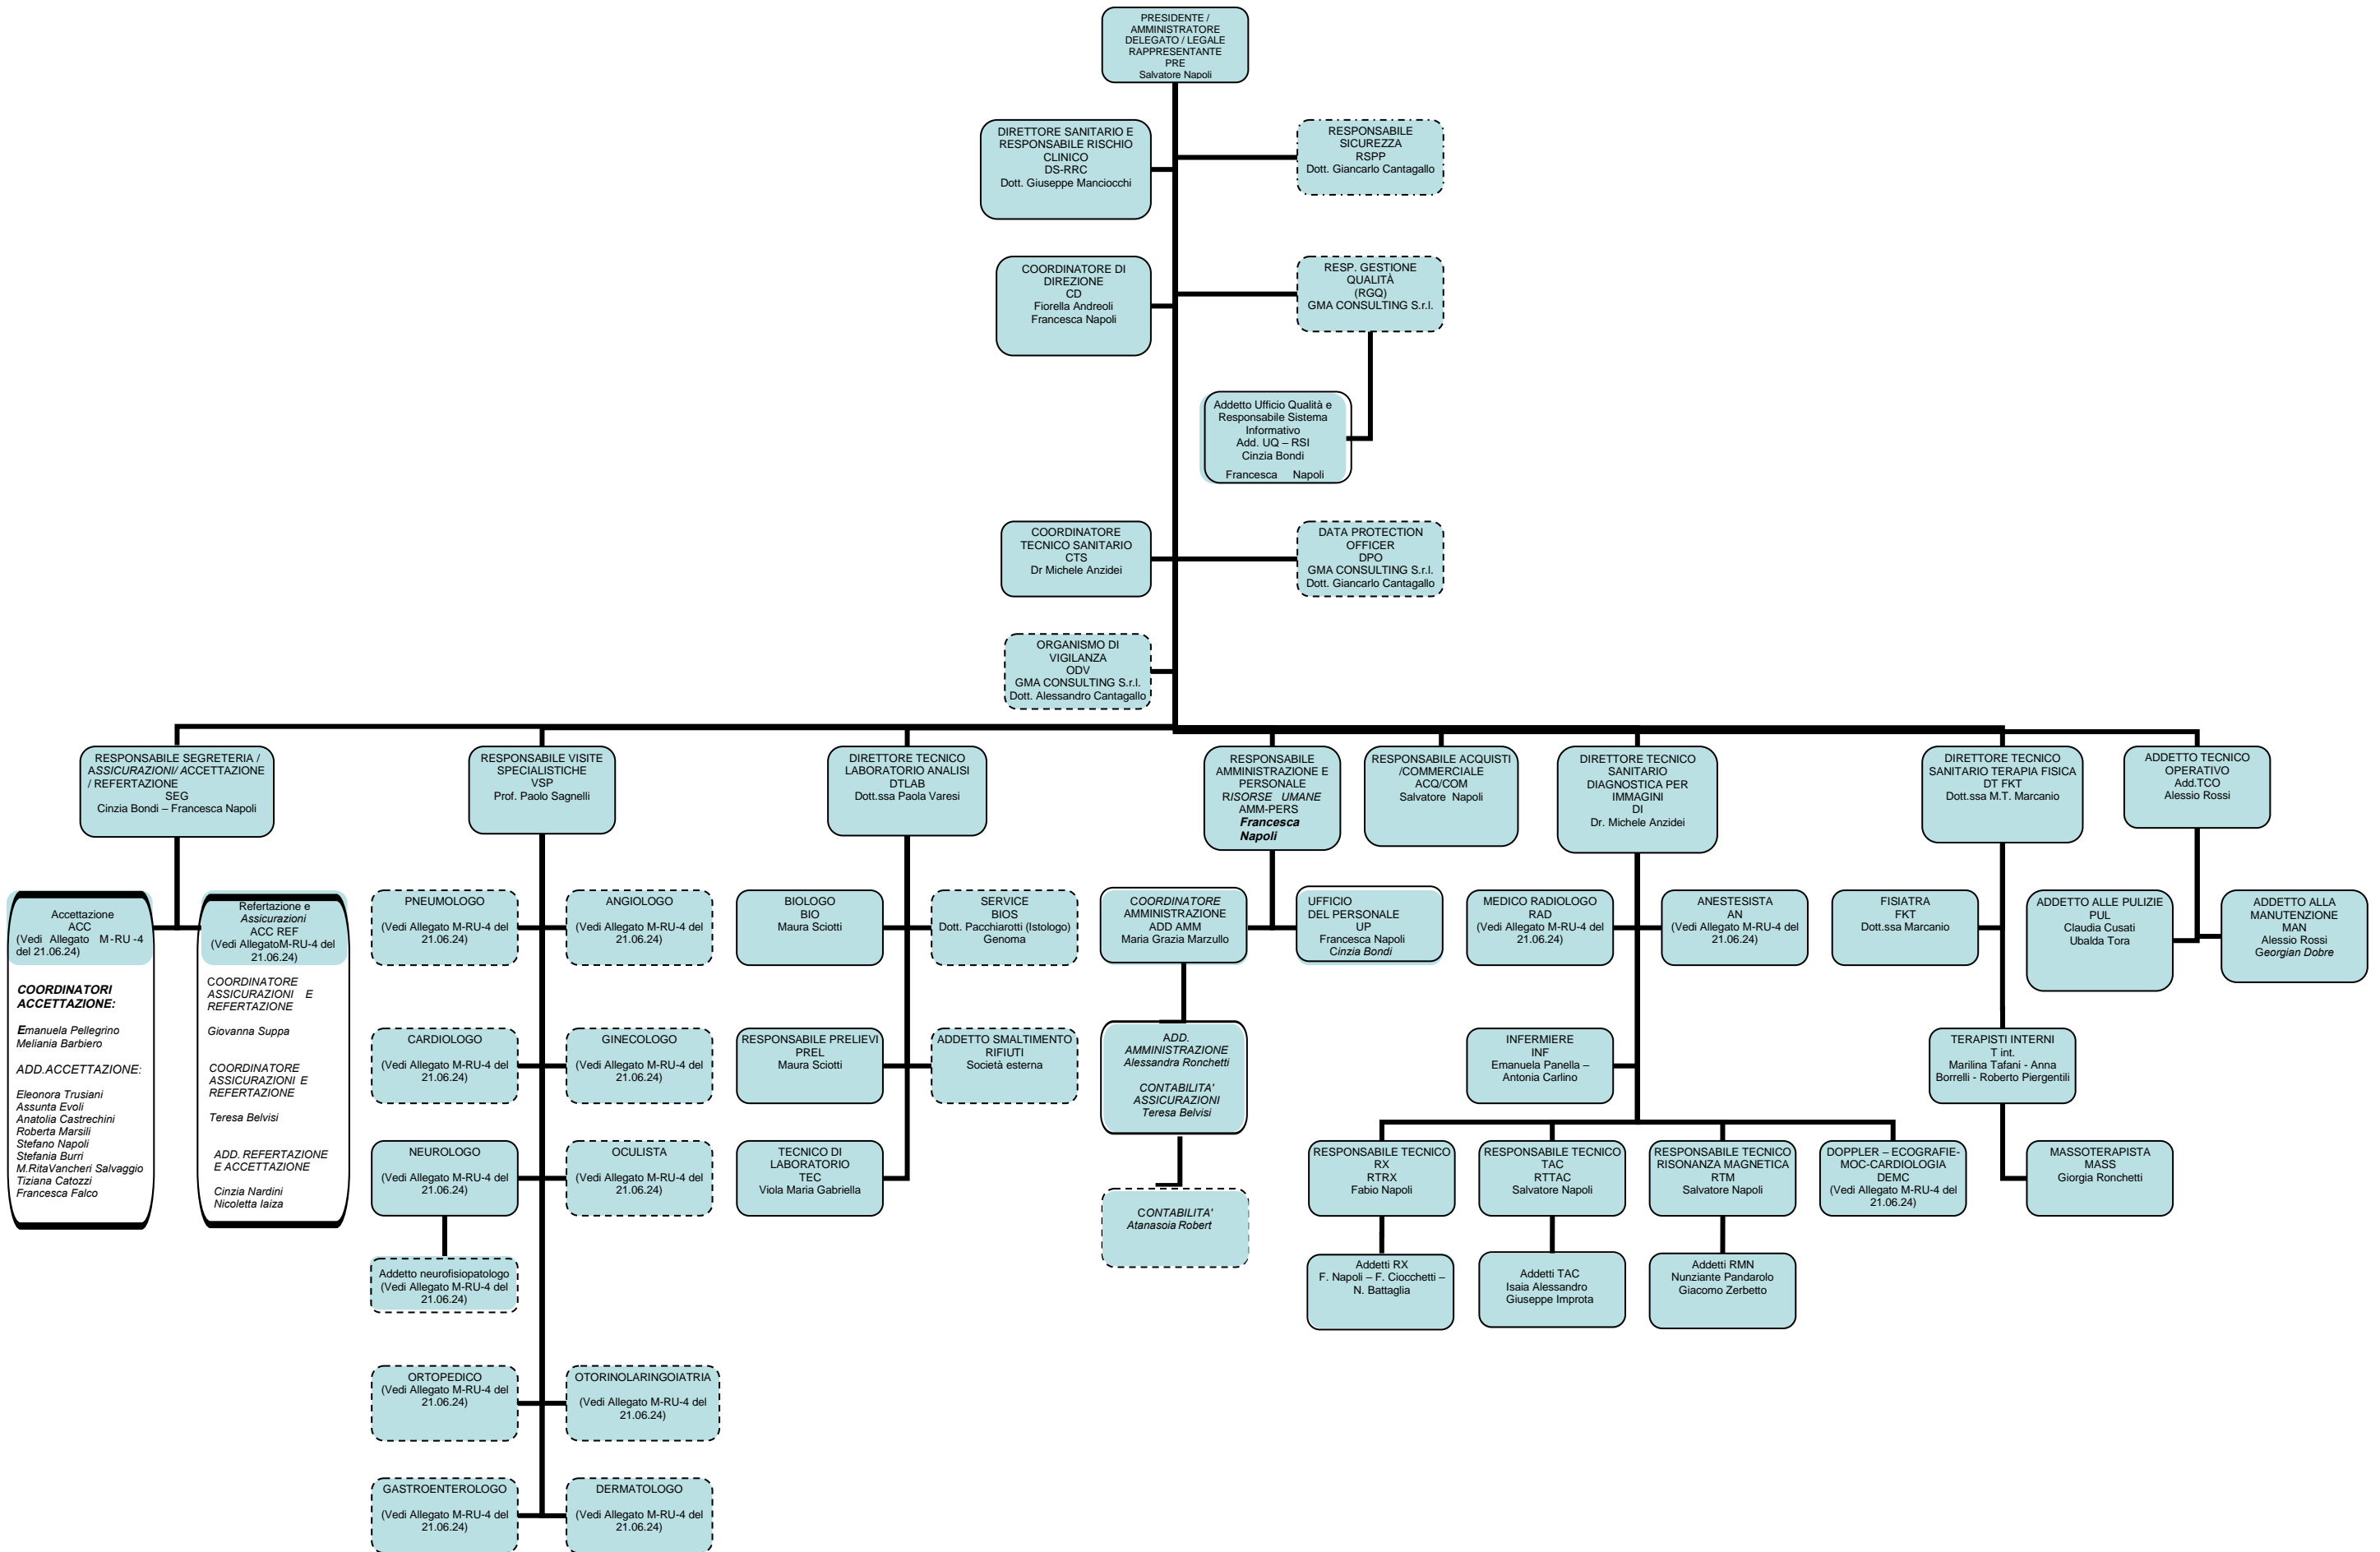 PRESIDENTE /
AMMINISTRATORE
DELEGATO / LEGALE
RAPPRESENTANTE
PRE
Salvatore Napoli
DIRETTORE SANITARIO E
RESPONSABILE RISCHIO
CLINICO
DS-RRC
Dott. Giuseppe Manciocchi
RESPONSABILE
SICUREZZA
RSPP
Dott. Giancarlo Cantagallo
COORDINATORE DI
DIREZIONE
CD
Fiorella Andreoli
Francesca Napoli
RESP. GESTIONE
QUALITÀ
(RGQ)
GMA CONSULTING S.r.l.
Addetto Ufficio Qualità e
Responsabile Sistema
Informativo
Add. UQ – RSI
Cinzia Bondi
Francesca Napoli
COORDINATORE
TECNICO SANITARIO
CTS
Dr Michele Anzidei
DATA PROTECTION
OFFICER
DPO
GMA CONSULTING S.r.l.
Dott. Giancarlo Cantagallo
ORGANISMO DI
VIGILANZA
ODV
GMA CONSULTING S.r.l.
Dott. Alessandro Cantagallo
RESPONSABILE SEGRETERIA /
ASSICURAZIONI/ ACCETTAZIONE
/ REFERTAZIONE
SEG
Cinzia Bondi – Francesca Napoli
RESPONSABILE VISITE
SPECIALISTICHE
VSP
Prof. Paolo Sagnelli
DIRETTORE TECNICO
LABORATORIO ANALISI
DTLAB
Dott.ssa Paola Varesi
RESPONSABILE
AMMINISTRAZIONE E
PERSONALE
RISORSE UMANE
AMM-PERS
Francesca
Napoli
RESPONSABILE ACQUISTI
/COMMERCIALE
ACQ/COM
Salvatore Napoli
DIRETTORE TECNICO
SANITARIO
DIAGNOSTICA PER
IMMAGINI
DI
Dr. Michele Anzidei
DIRETTORE TECNICO
SANITARIO TERAPIA FISICA
DT FKT
Dott.ssa M.T. Marcanio
ADDETTO TECNICO
OPERATIVO
Add.TCO
Alessio Rossi
Accettazione
ACC
(Vedi Allegato M-RU-4
del 21.06.24)
COORDINATORI
ACCETTAZIONE:
Emanuela Pellegrino
Meliania Barbiero
ADD.ACCETTAZIONE:
Eleonora Trusiani
Assunta Evoli
Anatolia Castrechini
Roberta Marsili
Stefano Napoli
Stefania Burri
M.RitaVancheri Salvaggio
Tiziana Catozzi
Francesca Falco
Refertazione e
Assicurazioni
ACC REF
(Vedi AllegatoM-RU-4 del
21.06.24)
COORDINATORE
ASSICURAZIONI E
REFERTAZIONE
Giovanna Suppa
COORDINATORE
ASSICURAZIONI E
REFERTAZIONE
Teresa Belvisi
ADD. REFERTAZIONE
E ACCETTAZIONE
Cinzia Nardini
Nicoletta Iaiza
PNEUMOLOGO
(Vedi Allegato M-RU-4 del
21.06.24)
ANGIOLOGO
(Vedi Allegato M-RU-4 del
21.06.24)
CARDIOLOGO
(Vedi Allegato M-RU-4 del
21.06.24)
GINECOLOGO
(Vedi Allegato M-RU-4 del
21.06.24)
NEUROLOGO
(Vedi Allegato M-RU-4 del
21.06.24)
OCULISTA
(Vedi Allegato M-RU-4 del
21.06.24)
Addetto neurofisiopatologo
(Vedi Allegato M-RU-4 del
21.06.24)
ORTOPEDICO
(Vedi Allegato M-RU-4 del
21.06.24)
OTORINOLARINGOIATRIA
(Vedi Allegato M-RU-4 del
21.06.24)
GASTROENTEROLOGO
(Vedi Allegato M-RU-4 del
21.06.24)
DERMATOLOGO
(Vedi Allegato M-RU-4 del
21.06.24)
BIOLOGO
BIO
Maura Sciotti
SERVICE
BIOS
Dott. Pacchiarotti (Istologo)
Genoma
RESPONSABILE PRELIEVI
PREL
Maura Sciotti
ADDETTO SMALTIMENTO
RIFIUTI
Società esterna
TECNICO DI
LABORATORIO
TEC
Viola Maria Gabriella
COORDINATORE
AMMINISTRAZIONE
ADD AMM
Maria Grazia Marzullo
UFFICIO
DEL PERSONALE
UP
Francesca Napoli
Cinzia Bondi
ADD.
AMMINISTRAZIONE
Alessandra Ronchetti
CONTABILITA'
ASSICURAZIONI
Teresa Belvisi
CONTABILITA'
Atanasoia Robert
MEDICO RADIOLOGO
RAD
(Vedi Allegato M-RU-4 del
21.06.24)
ANESTESISTA
AN
(Vedi Allegato M-RU-4 del
21.06.24)
INFERMIERE
INF
Emanuela Panella –
Antonia Carlino
RESPONSABILE TECNICO
RX
RTRX
Fabio Napoli
RESPONSABILE TECNICO
TAC
RTTAC
Salvatore Napoli
RESPONSABILE TECNICO
RISONANZA MAGNETICA
RTM
Salvatore Napoli
DOPPLER – ECOGRAFIE-
MOC-CARDIOLOGIA
DEMC
(Vedi Allegato M-RU-4 del
21.06.24)
Addetti RX
F. Napoli – F. Ciocchetti –
N. Battaglia
Addetti TAC
Isaia Alessandro
Giuseppe Improta
Addetti RMN
Nunziante Pandarolo
Giacomo Zerbetto
FISIATRA
FKT
Dott.ssa Marcanio
TERAPISTI INTERNI
T int.
Marilina Tafani - Anna
Borrelli - Roberto Piergentili
MASSOTERAPISTA
MASS
Giorgia Ronchetti
ADDETTO ALLE PULIZIE
PUL
Claudia Cusati
Ubalda Tora
ADDETTO ALLA
MANUTENZIONE
MAN
Alessio Rossi
Georgian Dobre